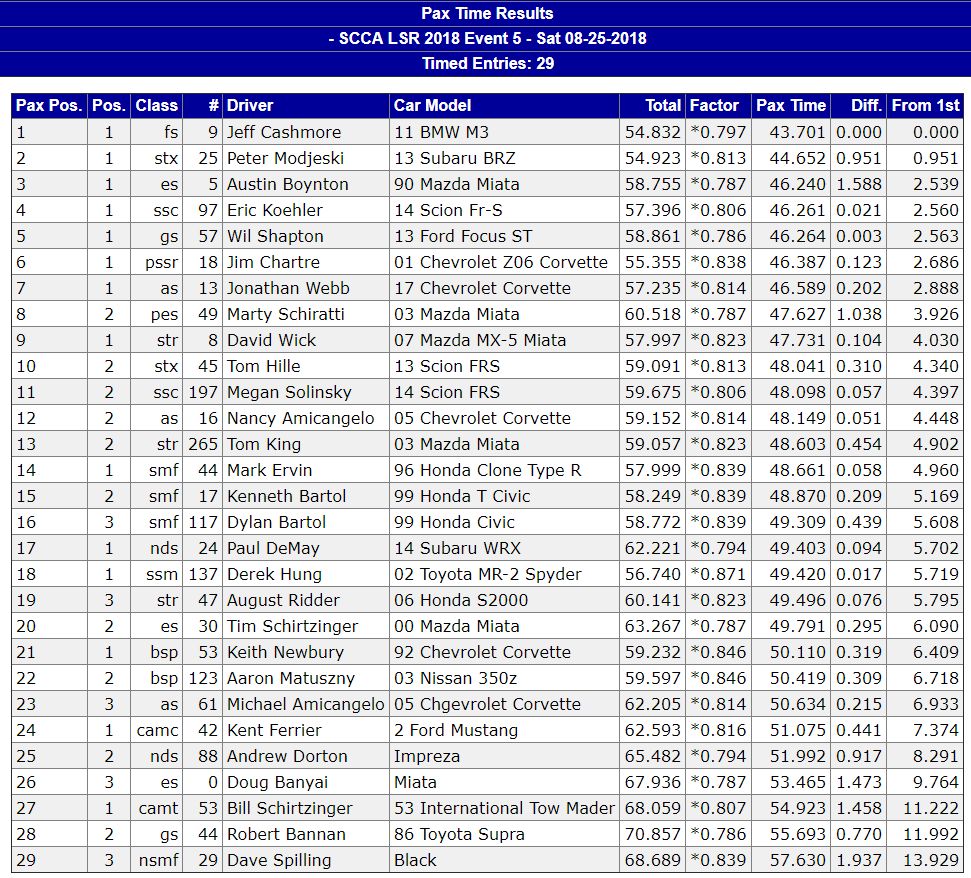 Pax Time Results
- SCCA LSR 2018 Event 5 - Sat 08-25-2018
Timed Entries: 29
Pax Pos. Pos. Class # Driver Car Model Total Factor Pax Time Diff. From 1st
1 1 fs 9 Jeff Cashmore 11 BMW M3 54.832 *0.797 43.701 0.000 0.000
2 1 stx 25 Peter Modjeski 13 Subaru BRZ 54.923 *0.813 44.652 0.951 0.951
3 1 es 5 Austin Boynton 90 Mazda Miata 58.755 *0.787 46.240 1.588 2.539
4 1 ssc 97 Eric Koehler 14 Scion Fr-S 57.396 *0.806 46.261 0.021 2.560
5 1 gs 57 Wil Shapton 13 Ford Focus ST 58.861 *0.786 46.264 0.003 2.563
6 1 pssr 18 Jim Chartre 01 Chevrolet Z06 Corvette 55.355 *0.838 46.387 0.123 2.686
7 1 as 13 Jonathan Webb 17 Chevrolet Corvette 57.235 *0.814 46.589 0.202 2.888
8 2 pes 49 Marty Schiratti 03 Mazda Miata 60.518 *0.787 47.627 1.038 3.926
9 1 str 8 David Wick 07 Mazda MX-5 Miata 57.997 *0.823 47.731 0.104 4.030
10 2 stx 45 Tom Hille 13 Scion FRS 59.091 *0.813 48.041 0.310 4.340
11 2 ssc 197 Megan Solinsky 14 Scion FRS 59.675 *0.806 48.098 0.057 4.397
12 2 as 16 Nancy Amicangelo 05 Chevrolet Corvette 59.152 *0.814 48.149 0.051 4.448
13 2 str 265 Tom King 03 Mazda Miata 59.057 *0.823 48.603 0.454 4.902
14 1 smf 44 Mark Ervin 96 Honda Clone Type R 57.999 *0.839 48.661 0.058 4.960
15 2 smf 17 Kenneth Bartol 99 Honda T Civic 58.249 *0.839 48.870 0.209 5.169
16 3 smf 117 Dylan Bartol 99 Honda Civic 58.772 *0.839 49.309 0.439 5.608
17 1 nds 24 Paul DeMay 14 Subaru WRX 62.221 *0.794 49.403 0.094 5.702
18 1 ssm 137 Derek Hung 02 Toyota MR-2 Spyder 56.740 *0.871 49.420 0.017 5.719
19 3 str 47 August Ridder 06 Honda S2000 60.141 *0.823 49.496 0.076 5.795
20 2 es 30 Tim Schirtzinger 00 Mazda Miata 63.267 *0.787 49.791 0.295 6.090
21 1 bsp 53 Keith Newbury 92 Chevrolet Corvette 59.232 *0.846 50.110 0.319 6.409
22 2 bsp 123 Aaron Matuszny 03 Nissan 350z 59.597 *0.846 50.419 0.309 6.718
23 3 as 61 Michael Amicangelo 05 Chgevrolet Corvette 62.205 *0.814 50.634 0.215 6.933
24 1 camc 42 Kent Ferrier 2 Ford Mustang 62.593 *0.816 51.075 0.441 7.374
25 2 nds 88 Andrew Dorton Impreza 65.482 *0.794 51.992 0.917 8.291
26 3 es 0 Doug Banyai Miata 67.936 *0.787 53.465 1.473 9.764
27 1 camt 53 Bill Schirtzinger 53 International Tow Mader 68.059 *0.807 54.923 1.458 11.222
28 2 gs 44 Robert Bannan 86 Toyota Supra 70.857 *0.786 55.693 0.770 11.992
29 3 nsmf 29 Dave Spilling Black 68.689 *0.839 57.630 1.937 13.929